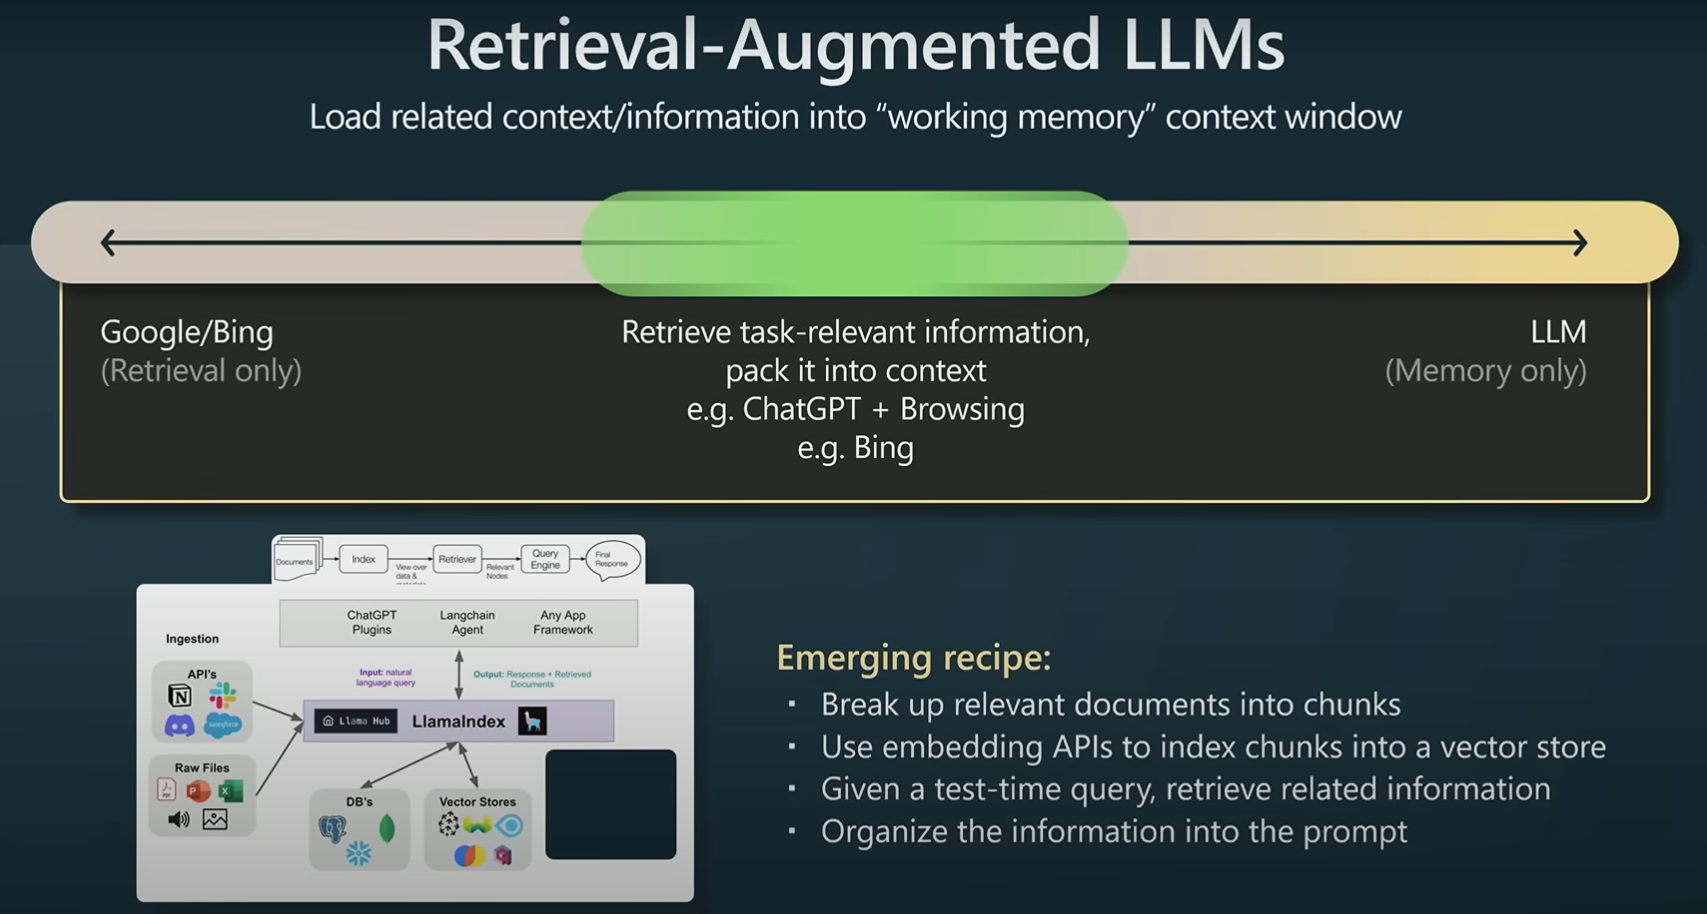 Retrieval-Augmented LLMs
Load related context/information into “working memory” context window
Google/Bing
(Retrieval only)
Retrieve task-relevant information,
pack it into context
e.g. ChatGPT + Browsing
e.g. Bing
LLM
(Memory only)
Documents
Index
View over
data &
Retriever
Relevant
Nodes
Query
Engine
Final
Response
ChatGPT
Plugins
Langchain
Agent
Any App
Framework
Ingestion
API's
salesforce
Raw Files
Input: natural
language query
Output: Response + Retrieved
Documents
Llama Hub
LlamaIndex
DB's
Vector Stores
Emerging recipe:
▪ Break up relevant documents into chunks
▪ Use embedding APIs to index chunks into a vector store
▪ Given a test-time query, retrieve related information
▪ Organize the information into the prompt